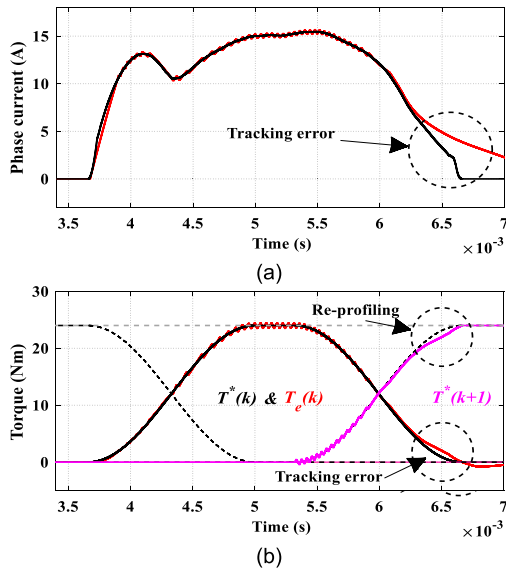 (a)
15
10
5
0
Phase current (A)
Tracking error
3.5 4 4.5 5 5.5 6 6.5 7
Time (s)
×10⁻³
(a)
(b)
30
20
10
0
Torque (Nm)
Re-profiling
T*(k) & Te(k)
T*(k+1)
Tracking error
3.5 4 4.5 5 5.5 6 6.5 7
Time (s)
×10⁻³
(b)